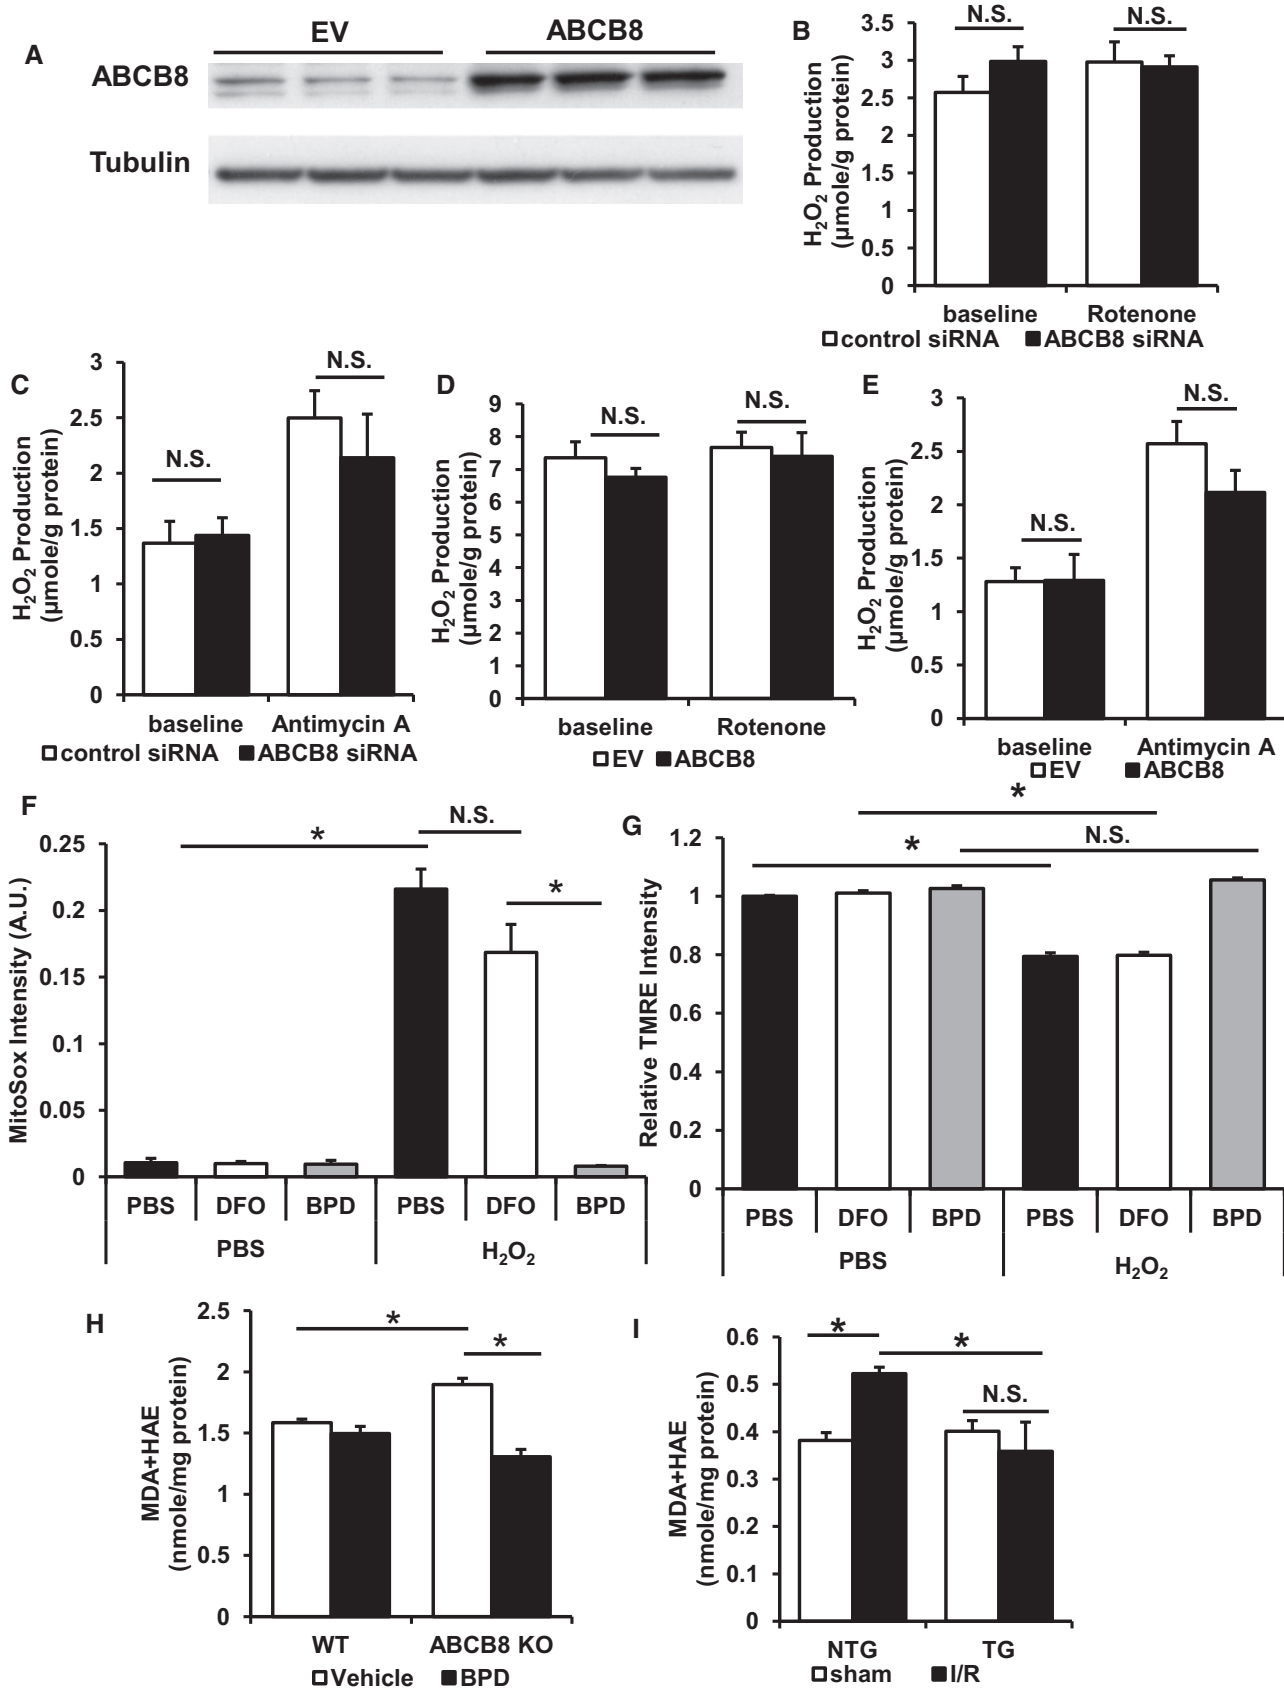 A
EV
ABCB8
ABCB8
Tubulin
B
H₂O₂ Production
(µmole/g protein)
3.5
3
2.5
2
1.5
1
0.5
0
N.S.
N.S.
baseline
Rotenone
control siRNA
ABCB8 siRNA
C
H₂O₂ Production
(µmole/g protein)
3
2.5
2
1.5
1
0.5
0
N.S.
N.S.
baseline
Antimycin A
control siRNA
ABCB8 siRNA
D
H₂O₂ Production
(µmole/g protein)
9
8
7
6
5
4
3
2
1
0
N.S.
N.S.
baseline
Rotenone
EV
ABCB8
E
H₂O₂ Production
(µmole/g protein)
3
2.5
2
1.5
1
0.5
0
N.S.
N.S.
baseline
Antimycin A
EV
ABCB8
F
MitoSox Intensity (A.U.)
0.25
0.2
0.15
0.1
0.05
0
*
N.S.
*
PBS
DFO
BPD
PBS
DFO
BPD
PBS
H₂O₂
G
Relative TMRE Intensity
1.2
1
0.8
0.6
0.4
0.2
0
*
*
N.S.
PBS
DFO
BPD
PBS
DFO
BPD
PBS
H₂O₂
H
MDA+HAE
(nmole/mg protein)
2.5
2
1.5
1
0.5
0
*
*
WT
ABCB8 KO
Vehicle
BPD
I
MDA+HAE
(nmole/mg protein)
0.6
0.5
0.4
0.3
0.2
0.1
0
*
*
N.S.
NTG
TG
sham
I/R